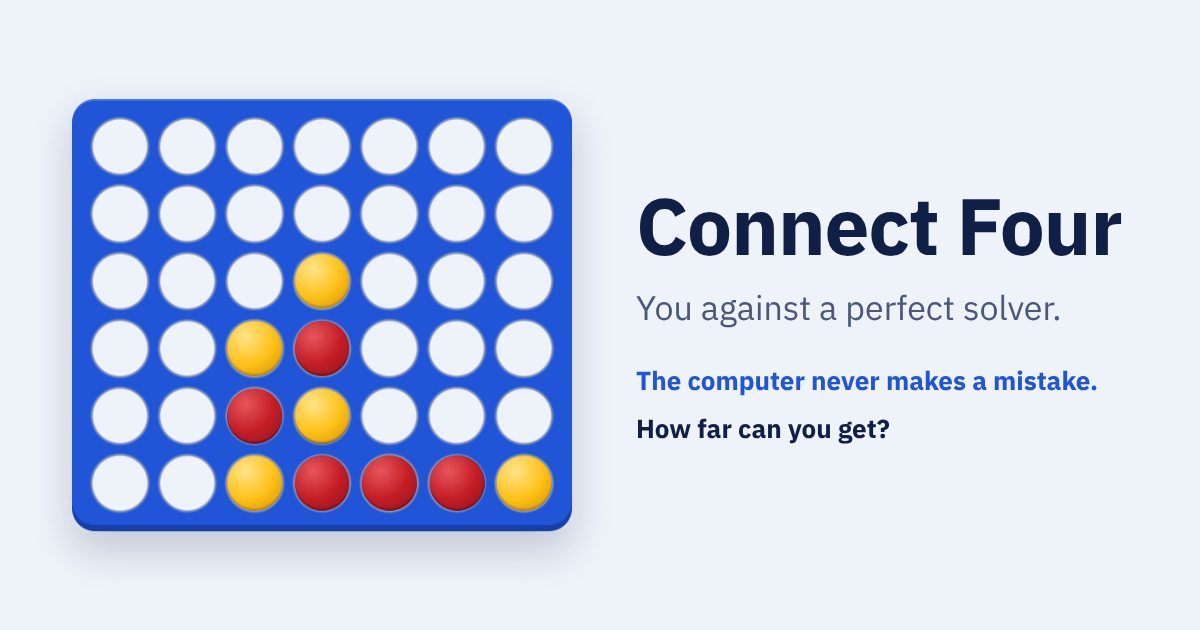 Connect Four
You against a perfect solver.
The computer never makes a mistake.
How far can you get?